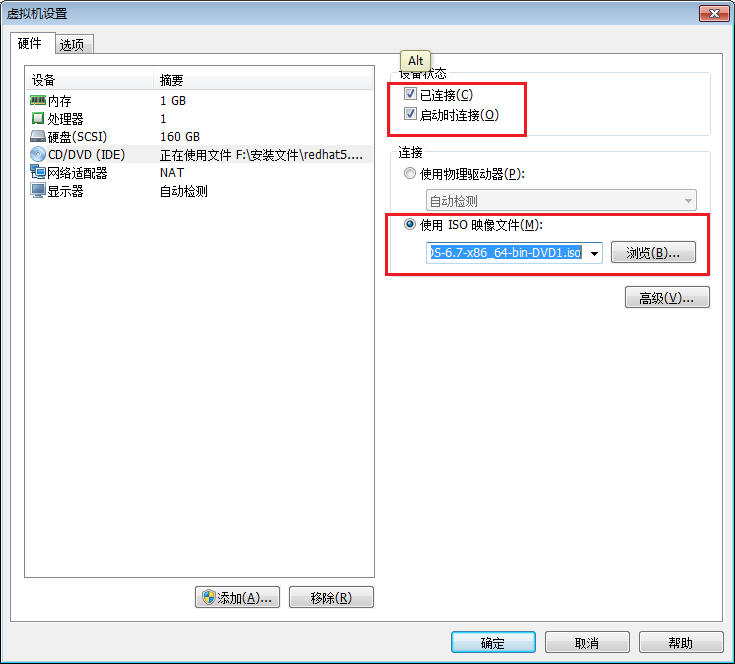 虚拟机设置
硬件 选项
设备 摘要
内存 1 GB
处理器 1
硬盘(SCSI) 160 GB
CD/DVD (IDE) 正在使用文件 F:\安装文件\redhat5....
网络适配器 NAT
显示器 自动检测
添加(A)... 移除(R)
Alt
设备状态
已连接(C)
启动时连接(O)
连接
使用物理驱动器(P):
自动检测
使用 ISO 映像文件(M):
OS-6.7-x86_64-bin-DVD1.iso 浏览(B)...
高级(V)...
确定 取消 帮助